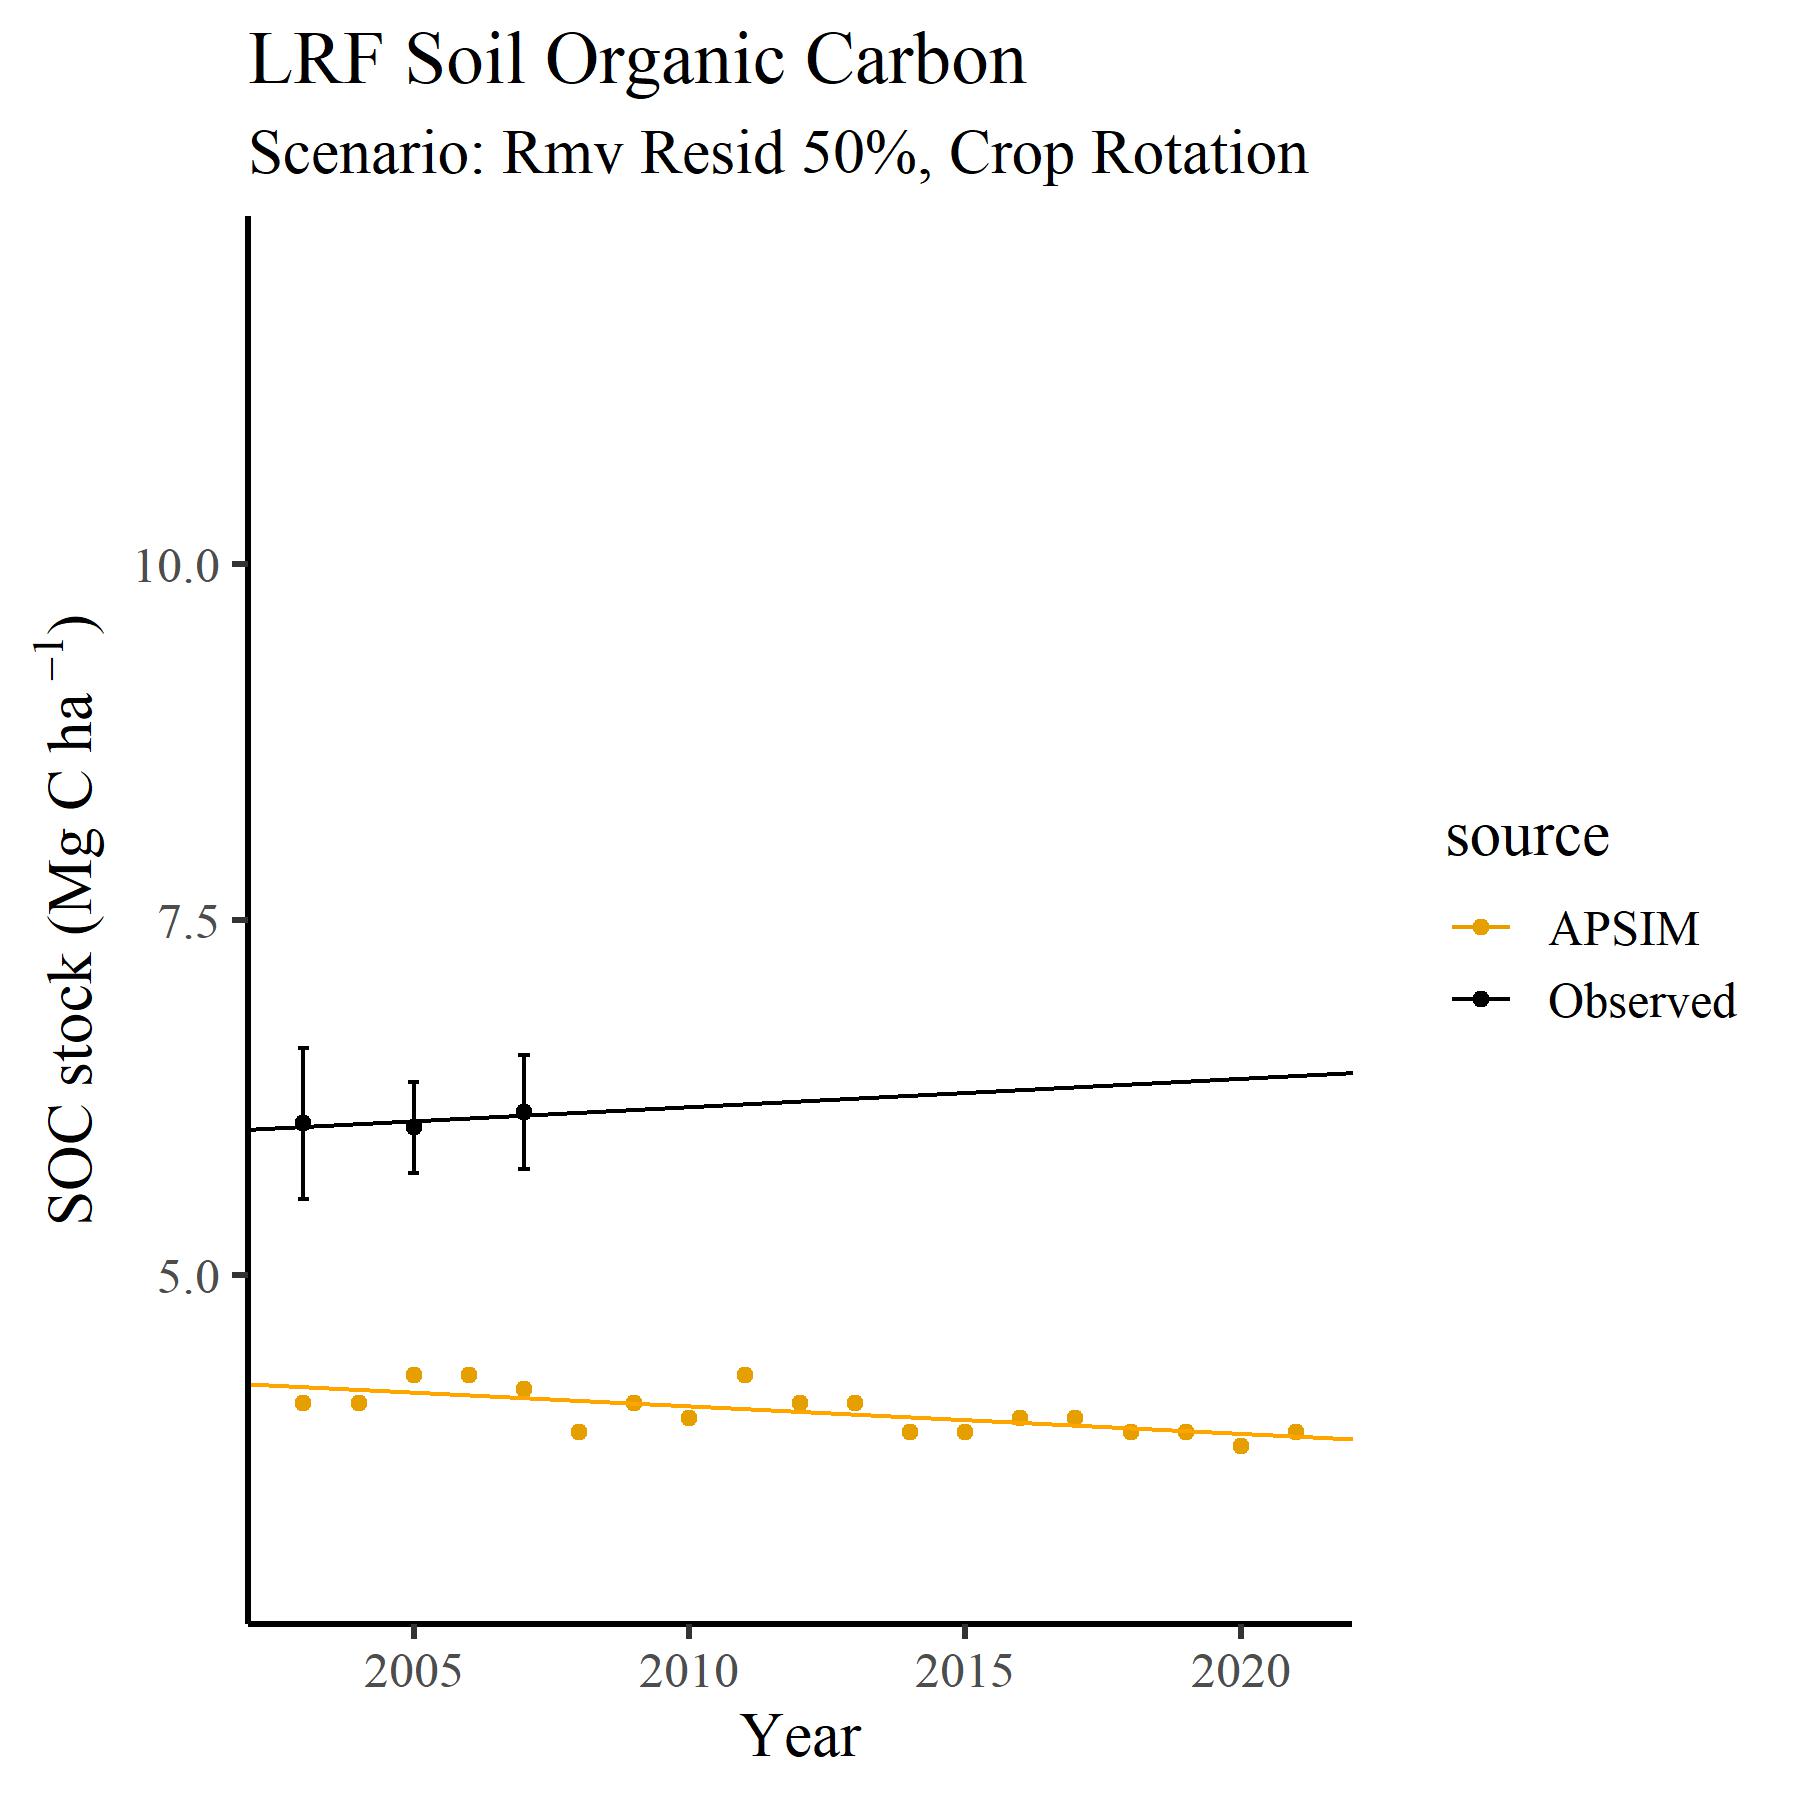 LRF Soil Organic Carbon
Scenario: Rmv Resid 50%, Crop Rotation
SOC stock (Mg C ha⁻¹)
10.0
7.5
5.0
2005
2010
2015
2020
Year
source
APSIM
Observed